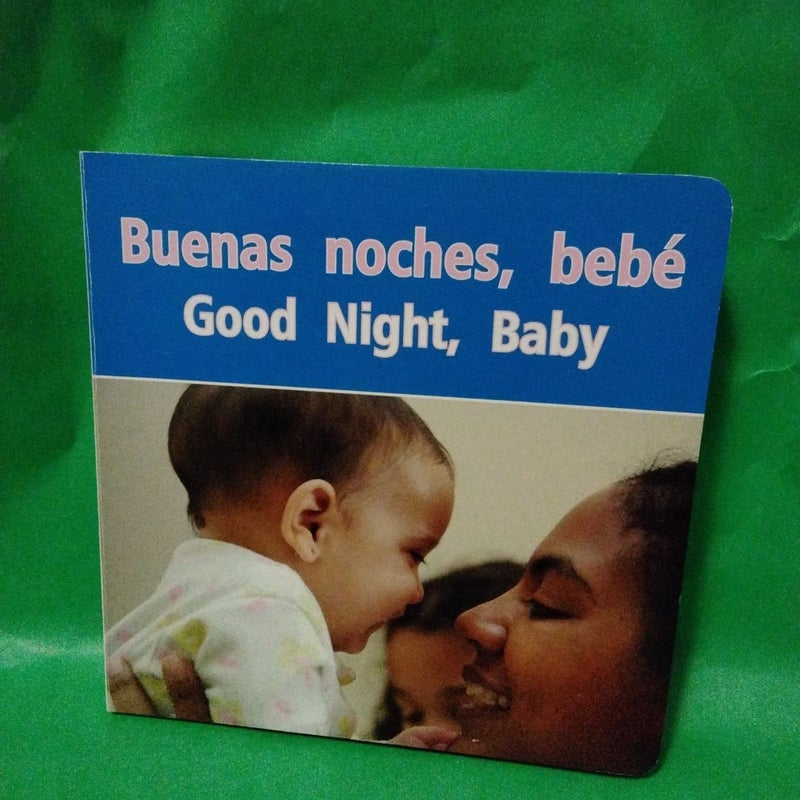 Buenas noches, bebé
Good Night, Baby